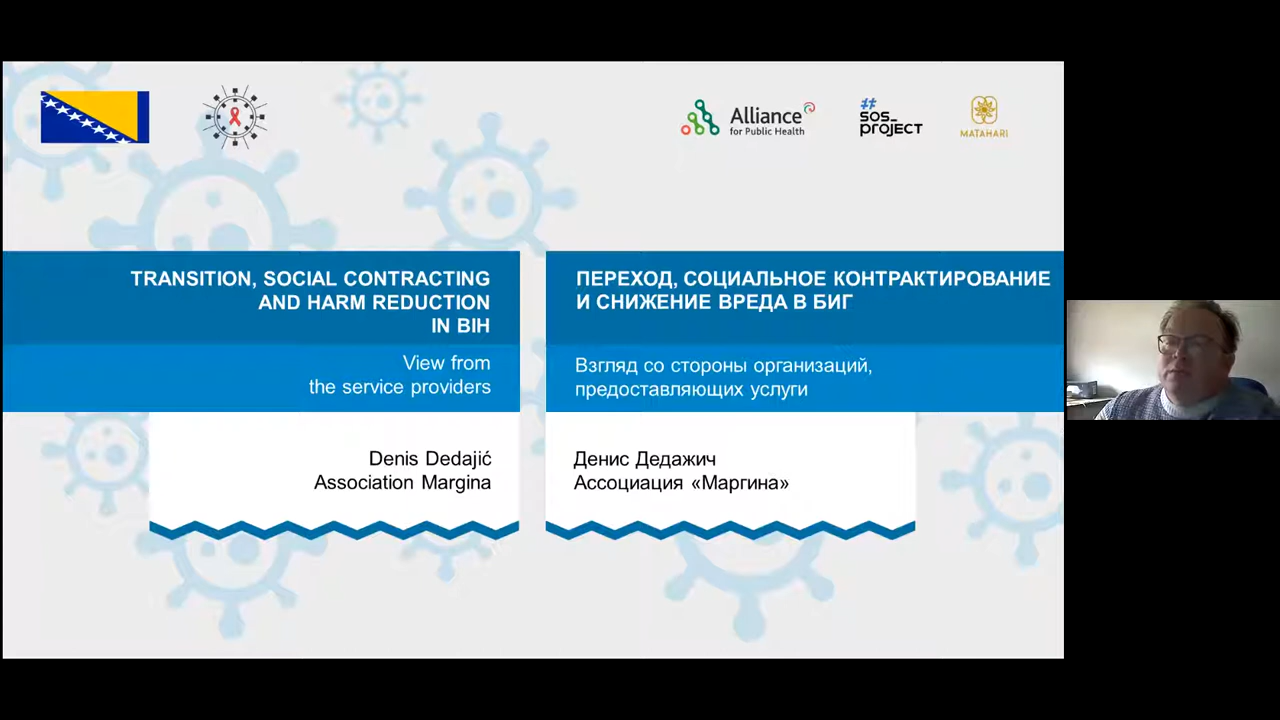 Alliance
for Public Health
#
SOS_
PROJECT
MATAHARI
TRANSITION, SOCIAL CONTRACTING
AND HARM REDUCTION
IN BIH
View from
the service providers
Denis Dedajić
Association Margina
ПЕРЕХОД, СОЦИАЛЬНОЕ КОНТРАКТИРОВАНИЕ
И СНИЖЕНИЕ ВРЕДА В БИГ
Взгляд со стороны организаций,
предоставляющих услуги
Денис Дедажич
Ассоциация «Маргина»